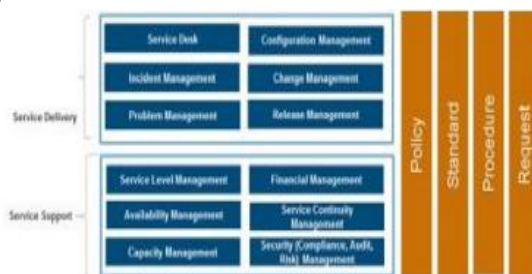 Service Desk
Configuration Management
Incident Management
Change Management
Service Delivery
Problem Management
Release Management
Service Level Management
Financial Management
Service Support
Availability Management
Service Continuity
Management
Capacity Management
Security (Compliance, Audit,
Risk) Management
Policy
Standard
Procedure
Request